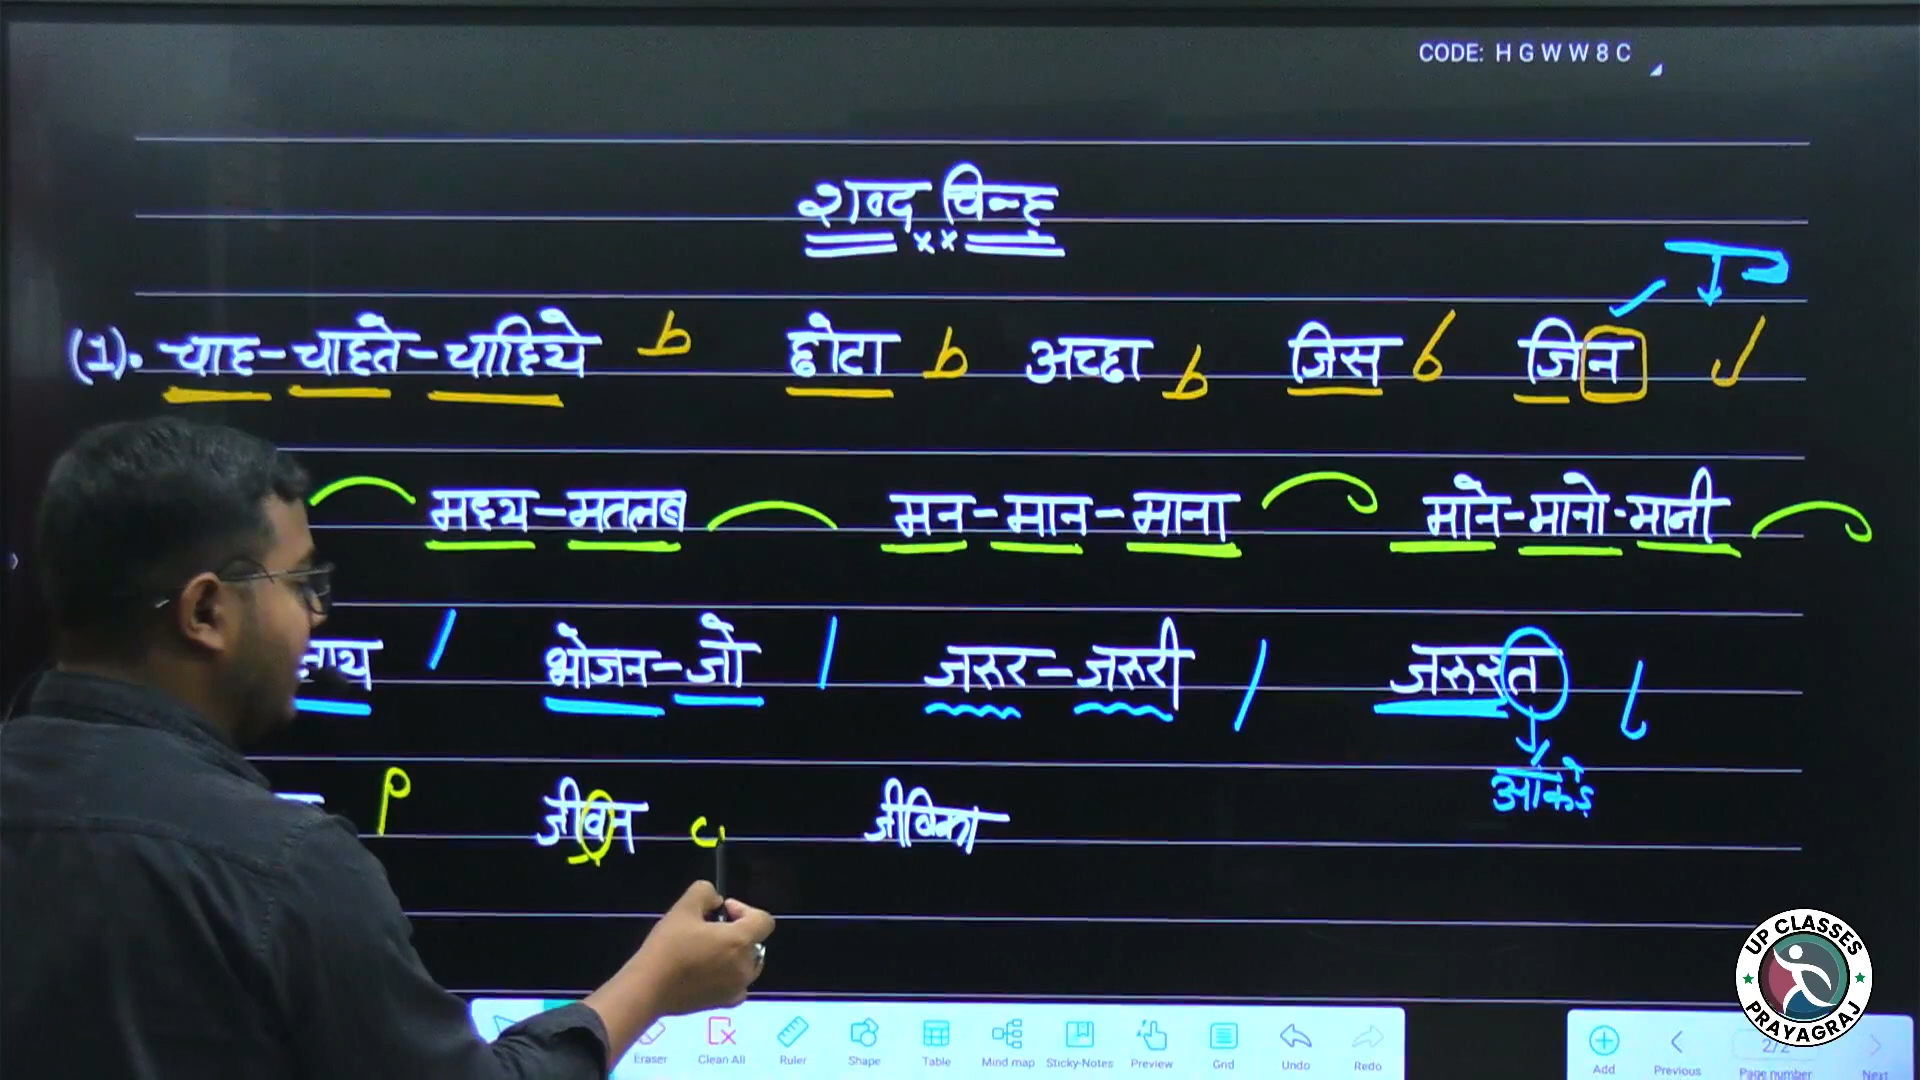 CODE: H G W W 8 C
शब्द चिन्ह
(1). चाह-चाहते-चाहिये छोटा अच्छा जिस जिन
मध्य-मतलब मन-मान-माना माने-मानो-मानी
भोजन-जो जरूर-जरूरी जरूरत
आंकड़े
जीवन जीविका
UP CLASSES PRAYAGRAJ
Eraser Clean All Ruler Shape Table Mind map Sticky-Notes Preview Grid Undo Redo Add Previous Page number Next
2/2